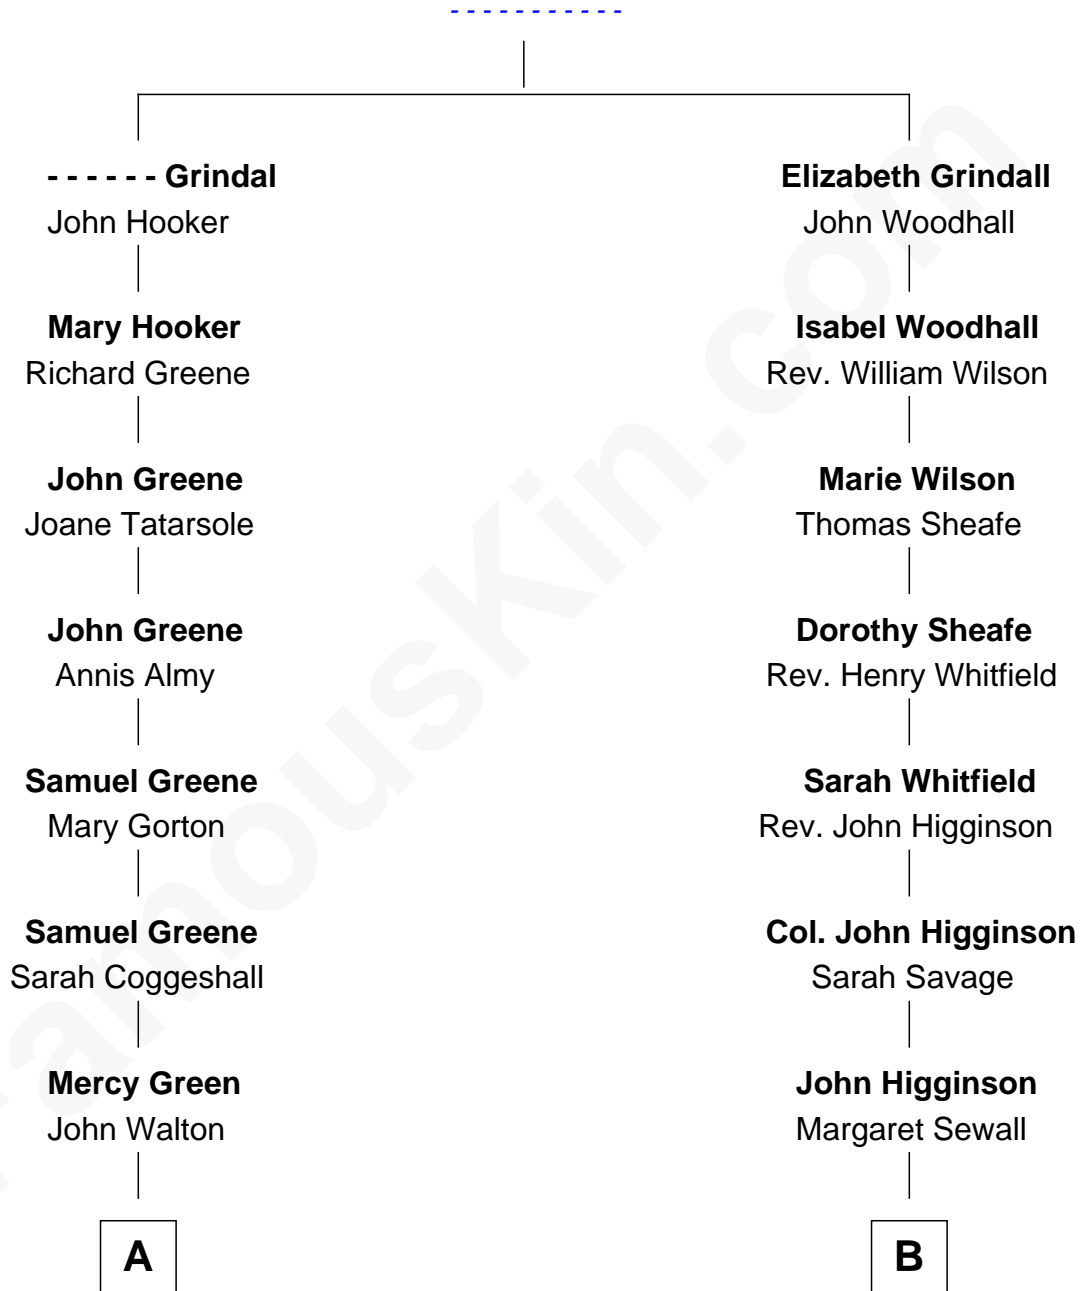 - - - - - - - - - - -
- - - - - - Grindal
John Hooker
Mary Hooker
Richard Greene
John Greene
Joane Tatarsole
John Greene
Annis Almy
Samuel Greene
Mary Gorton
Samuel Greene
Sarah Coggeshall
Mercy Green
John Walton
A
Elizabeth Grindall
John Woodhall
Isabel Woodhall
Rev. William Wilson
Marie Wilson
Thomas Sheafe
Dorothy Sheafe
Rev. Henry Whitfield
Sarah Whitfield
Rev. John Higginson
Col. John Higginson
Sarah Savage
John Higginson
Margaret Sewall
B
FamousKin.com